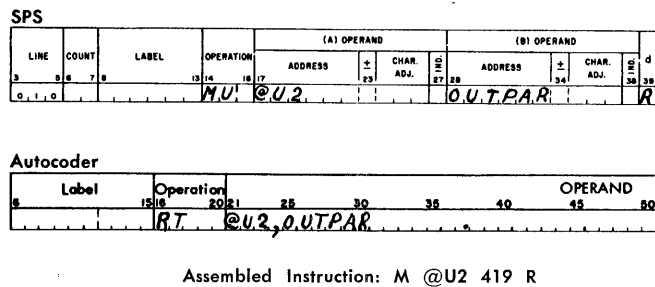 SPS
(A) OPERAND (B) OPERAND
LINE COUNT LABEL OPERATION ADDRESS ± CHAR. ADJ. IND. ADDRESS ± CHAR. ADJ. IND. d
3 5 6 7 8 13 14 16 17 23 27 28 34 38 39
0 1 0 MU @U2 OUTPAR R
Autocoder
Label Operation OPERAND
6 15 16 20 21 25 30 35 40 45 50
RT @U2,OUTPAR
Assembled Instruction: M @U2 419 R